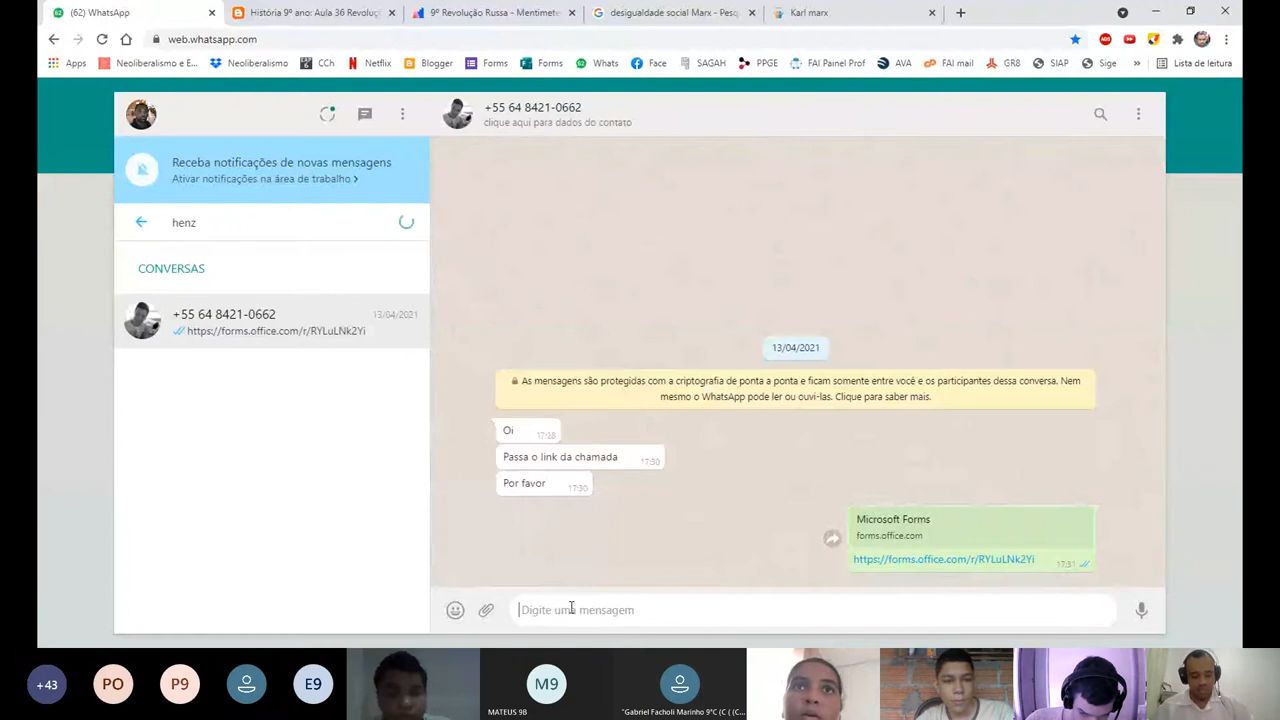 (62) WhatsApp
História 9º ano: Aula 36 Revoluç
9º Revolução Russa - Mentimete
desigualdade social Marx - Pesq
Karl marx
web.whatsapp.com
Apps
Neoliberalismo e E...
Neoliberalismo
CCh
Netflix
Blogger
Forms
Forms
Whats
Face
SAGAH
PPGE
FAI Painel Prof
AVA
FAI mail
GR8
SIAP
Sige
»
Lista de leitura
+55 64 8421-0662
clique aqui para dados do contato
Receba notificações de novas mensagens
Ativar notificações na área de trabalho >
henz
CONVERSAS
+55 64 8421-0662
13/04/2021
https://forms.office.com/r/RYLuLNk2Yi
13/04/2021
As mensagens são protegidas com a criptografia de ponta a ponta e ficam somente entre você e os participantes dessa conversa. Nem
mesmo o WhatsApp pode ler ou ouvi-las. Clique para saber mais.
Oi
17:28
Passa o link da chamada
17:30
Por favor
17:30
Microsoft Forms
forms.office.com
https://forms.office.com/r/RYLuLNk2Yi
17:31
Digite uma mensagem
+43
PO
P9
E9
M9
MATEUS 9B
"Gabriel Facholi Marinho 9°C (C ( (C...